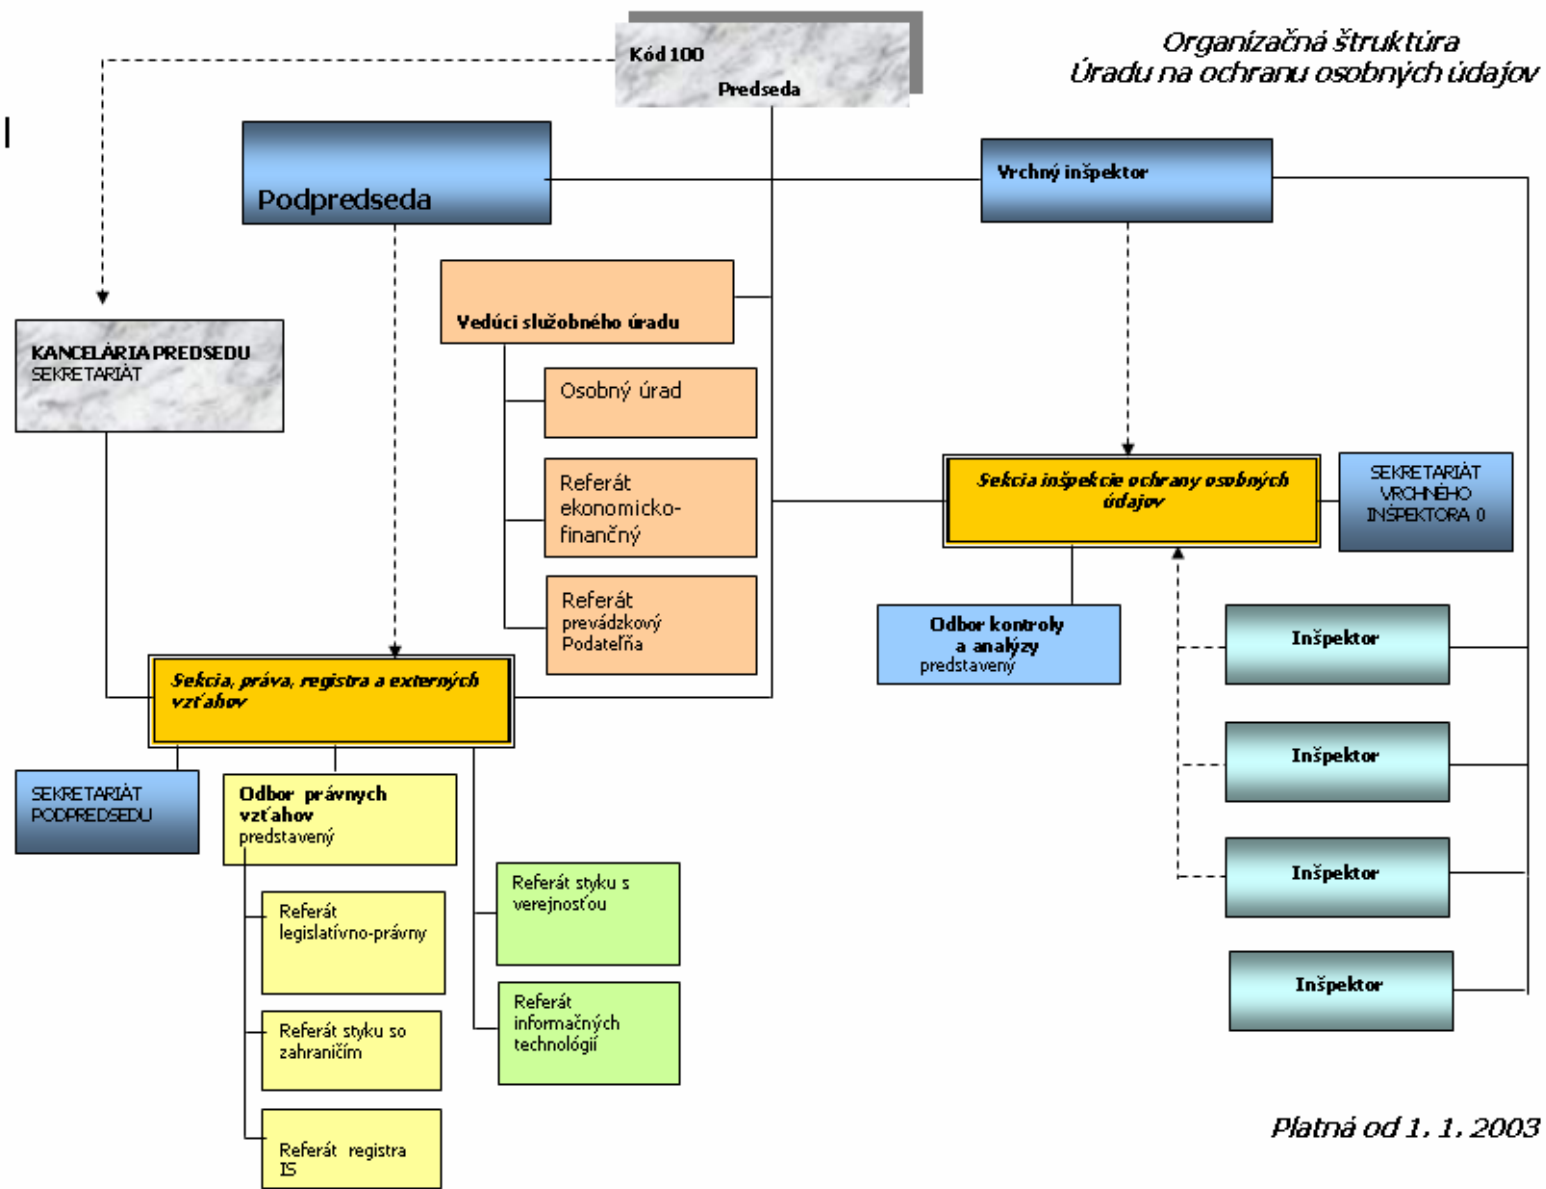 Organizačná štruktúra
Úradu na ochranu osobných údajov
Kód 100
Predseda
Podpredseda
Vrchný inšpektor
Vedúci služobného úradu
KANCELÁRIA PREDSEDU
SEKRETARIÁT
Osobný úrad
Referát
ekonomicko-
finančný
Referát
prevádzkový
Podateľňa
Sekcia inšpekcie ochrany osobných
údajov
SEKRETARIÁT
VRCHNÉHO
INŠPEKTORA 0
Odbor kontroly
a analýzy
predstavený
Inšpektor
Inšpektor
Inšpektor
Inšpektor
Sekcia, práva, registra a externých
vzťahov
SEKRETARIÁT
PODPREDSEDU
Odbor právnych
vzťahov
predstavený
Referát
legislatívno-právny
Referát styku so
zahraničím
Referát registra
IS
Referát styku s
verejnosťou
Referát
informačných
technológií
Platná od 1. 1. 2003